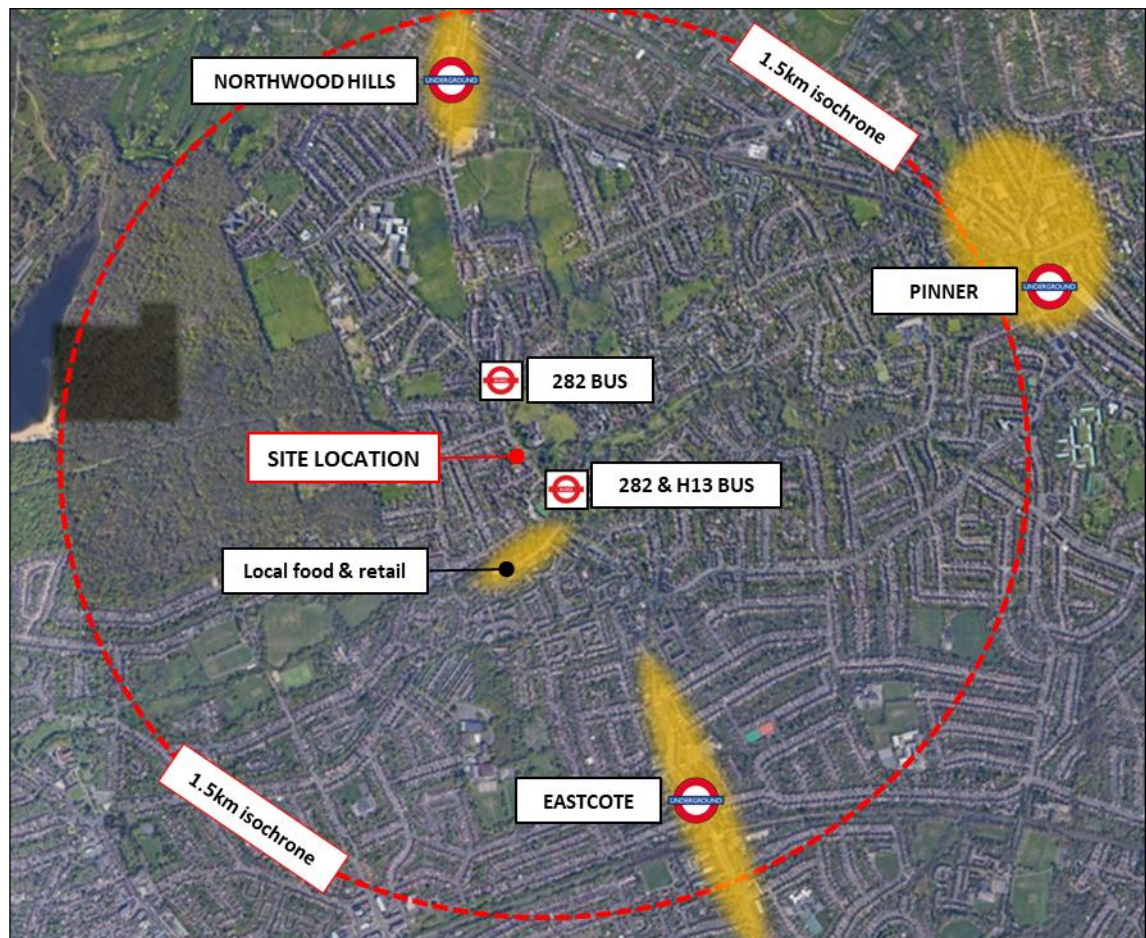 NORTHWOOD HILLS
UNDERGROUND
1.5km isochrone
PINNER
UNDERGROUND
282 BUS
SITE LOCATION
282 & H13 BUS
Local food & retail
EASTCOTE
UNDERGROUND
1.5km isochrone